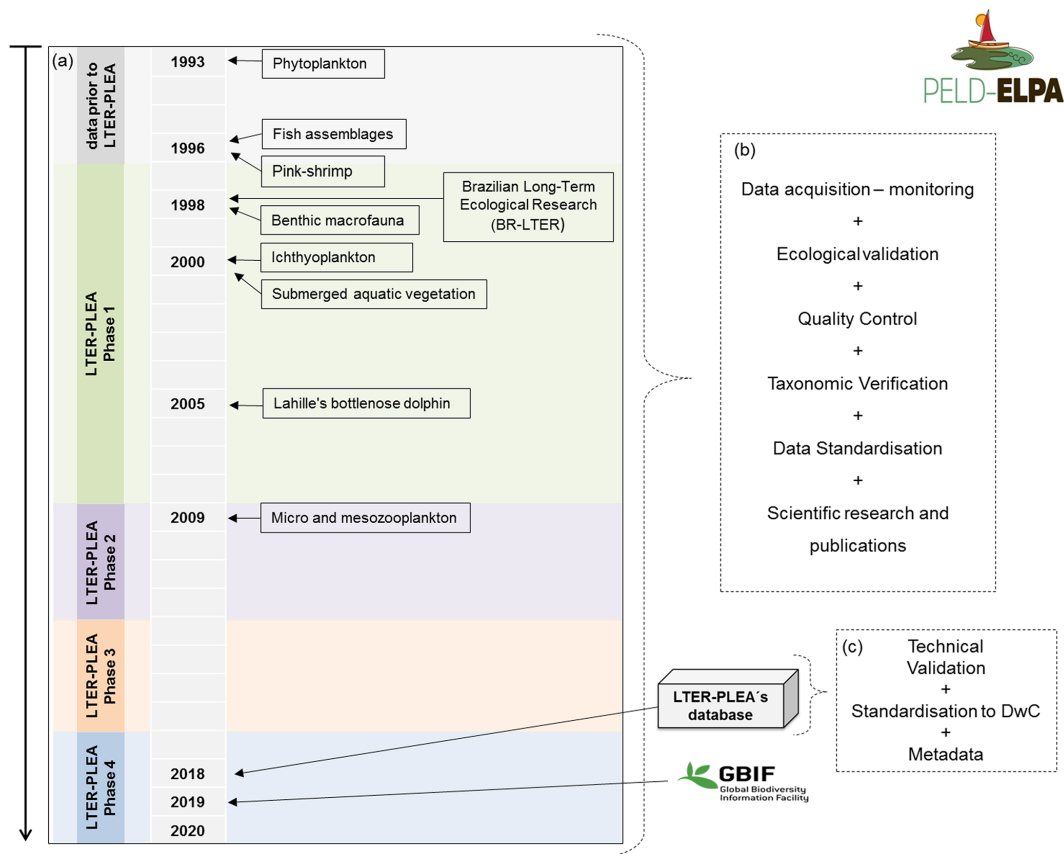 PELD-ELPA
(a)
data prior to
LTER-PLEA
1993
Phytoplankton
1996
Fish assemblages
Pink-shrimp
LTER-PLEA
Phase 1
1998
Brazilian Long-Term
Ecological Research
(BR-LTER)
Benthic macrofauna
2000
Ichthyoplankton
Submerged aquatic vegetation
2005
Lahille's bottlenose dolphin
LTER-PLEA
Phase 2
2009
Micro and mesozooplankton
LTER-PLEA
Phase 3
LTER-PLEA
Phase 4
2018
2019
2020
(b)
Data acquisition – monitoring
+
Ecological validation
+
Quality Control
+
Taxonomic Verification
+
Data Standardisation
+
Scientific research and
publications
LTER-PLEA´s
database
GBIF
Global Biodiversity
Information Facility
(c)
Technical
Validation
+
Standardisation to DwC
+
Metadata